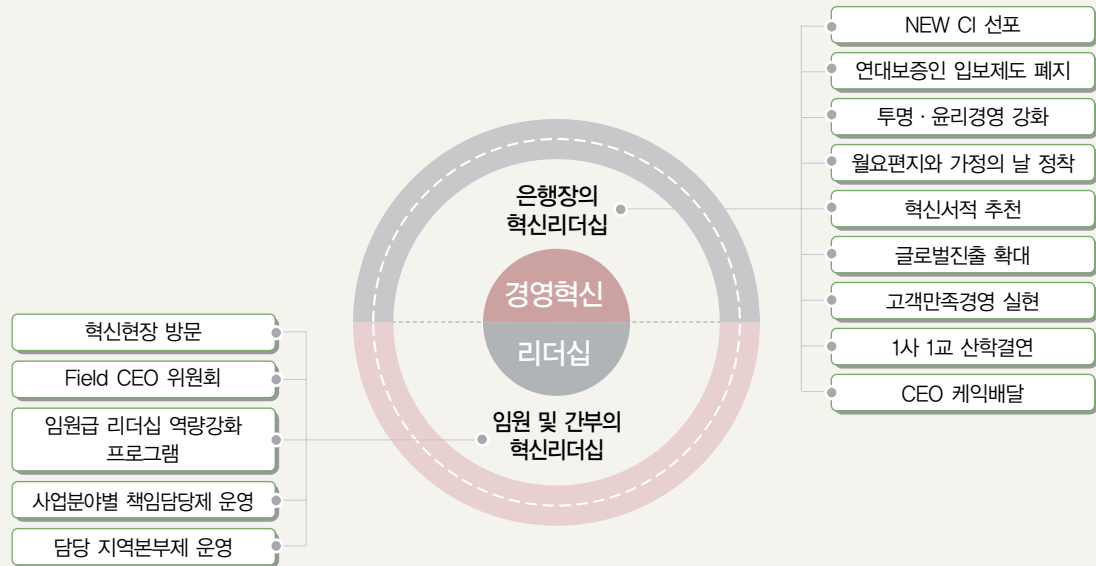 NEW CI 선포
연대보증인 입보제도 폐지
투명 · 윤리경영 강화
월요편지와 가정의 날 정착
혁신서적 추천
글로벌진출 확대
고객만족경영 실현
1사 1교 산학결연
CEO 케익배달
은행장의
혁신리더십
경영혁신
리더십
임원 및 간부의
혁신리더십
혁신현장 방문
Field CEO 위원회
임원급 리더십 역량강화
프로그램
사업분야별 책임담당제 운영
담당 지역본부제 운영